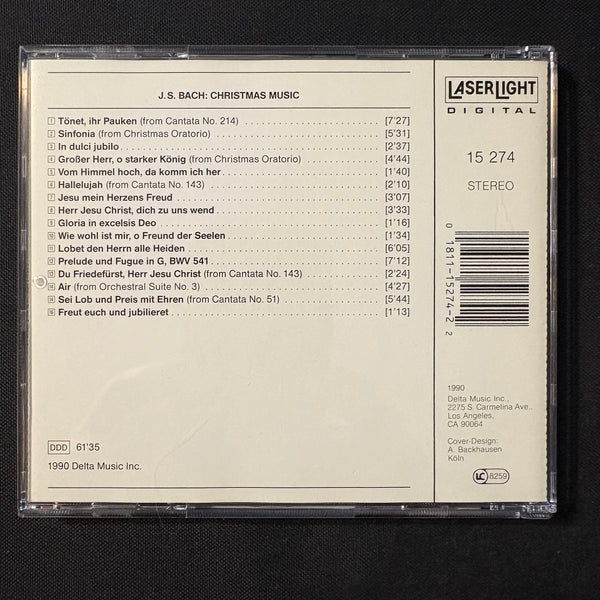 J. S. BACH: CHRISTMAS MUSIC
1 Tönet, ihr Pauken (from Cantata No. 214) [7'27]
2 Sinfonia (from Christmas Oratorio) [5'31]
3 In dulci jubilo [2'37]
4 Großer Herr, o starker König (from Christmas Oratorio) [4'44]
5 Vom Himmel hoch, da komm ich her [1'40]
6 Hallelujah (from Cantata No. 143) [2'10]
7 Jesu mein Herzens Freud [3'07]
8 Herr Jesu Christ, dich zu uns wend [3'33]
9 Gloria in excelsis Deo [1'16]
10 Wie wohl ist mir, o Freund der Seelen [1'34]
11 Lobet den Herrn alle Heiden [6'05]
12 Prelude and Fugue in G, BWV 541 [7'12]
13 Du Friedefürst, Herr Jesu Christ (from Cantata No. 143) [2'24]
14 Air (from Orchestral Suite No. 3) [4'27]
14 Sei Lob und Preis mit Ehren (from Cantata No. 51) [5'44]
16 Freut euch und jubilieret [1'13]
DDD 61'35
1990 Delta Music Inc.
LASERLIGHT
DIGITAL
15 274
STEREO
0 1811-15274-2 2
1990
Delta Music Inc.,
2275 S. Carmelina Ave.,
Los Angeles,
CA 90064
Cover-Design:
A. Backhausen
Köln
LC 8259